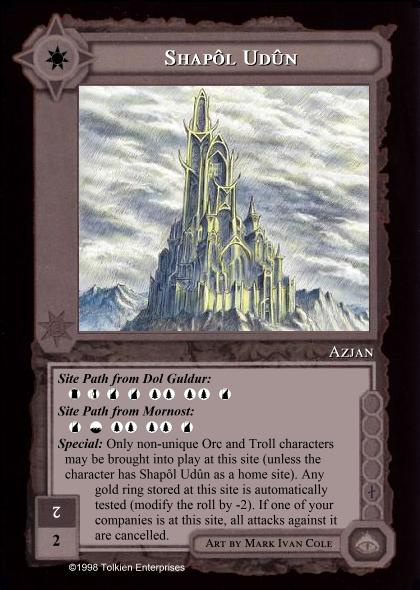 Shapôl Udûn
Azjan
Site Path from Dol Guldur:
Site Path from Mornost:
Special: Only non-unique Orc and Troll characters
may be brought into play at this site (unless the
character has Shapôl Udûn as a home site). Any
gold ring stored at this site is automatically
tested (modify the roll by -2). If one of your
companies is at this site, all attacks against it
are cancelled.
2
2
Art by Mark Ivan Cole
©1998 Tolkien Enterprises